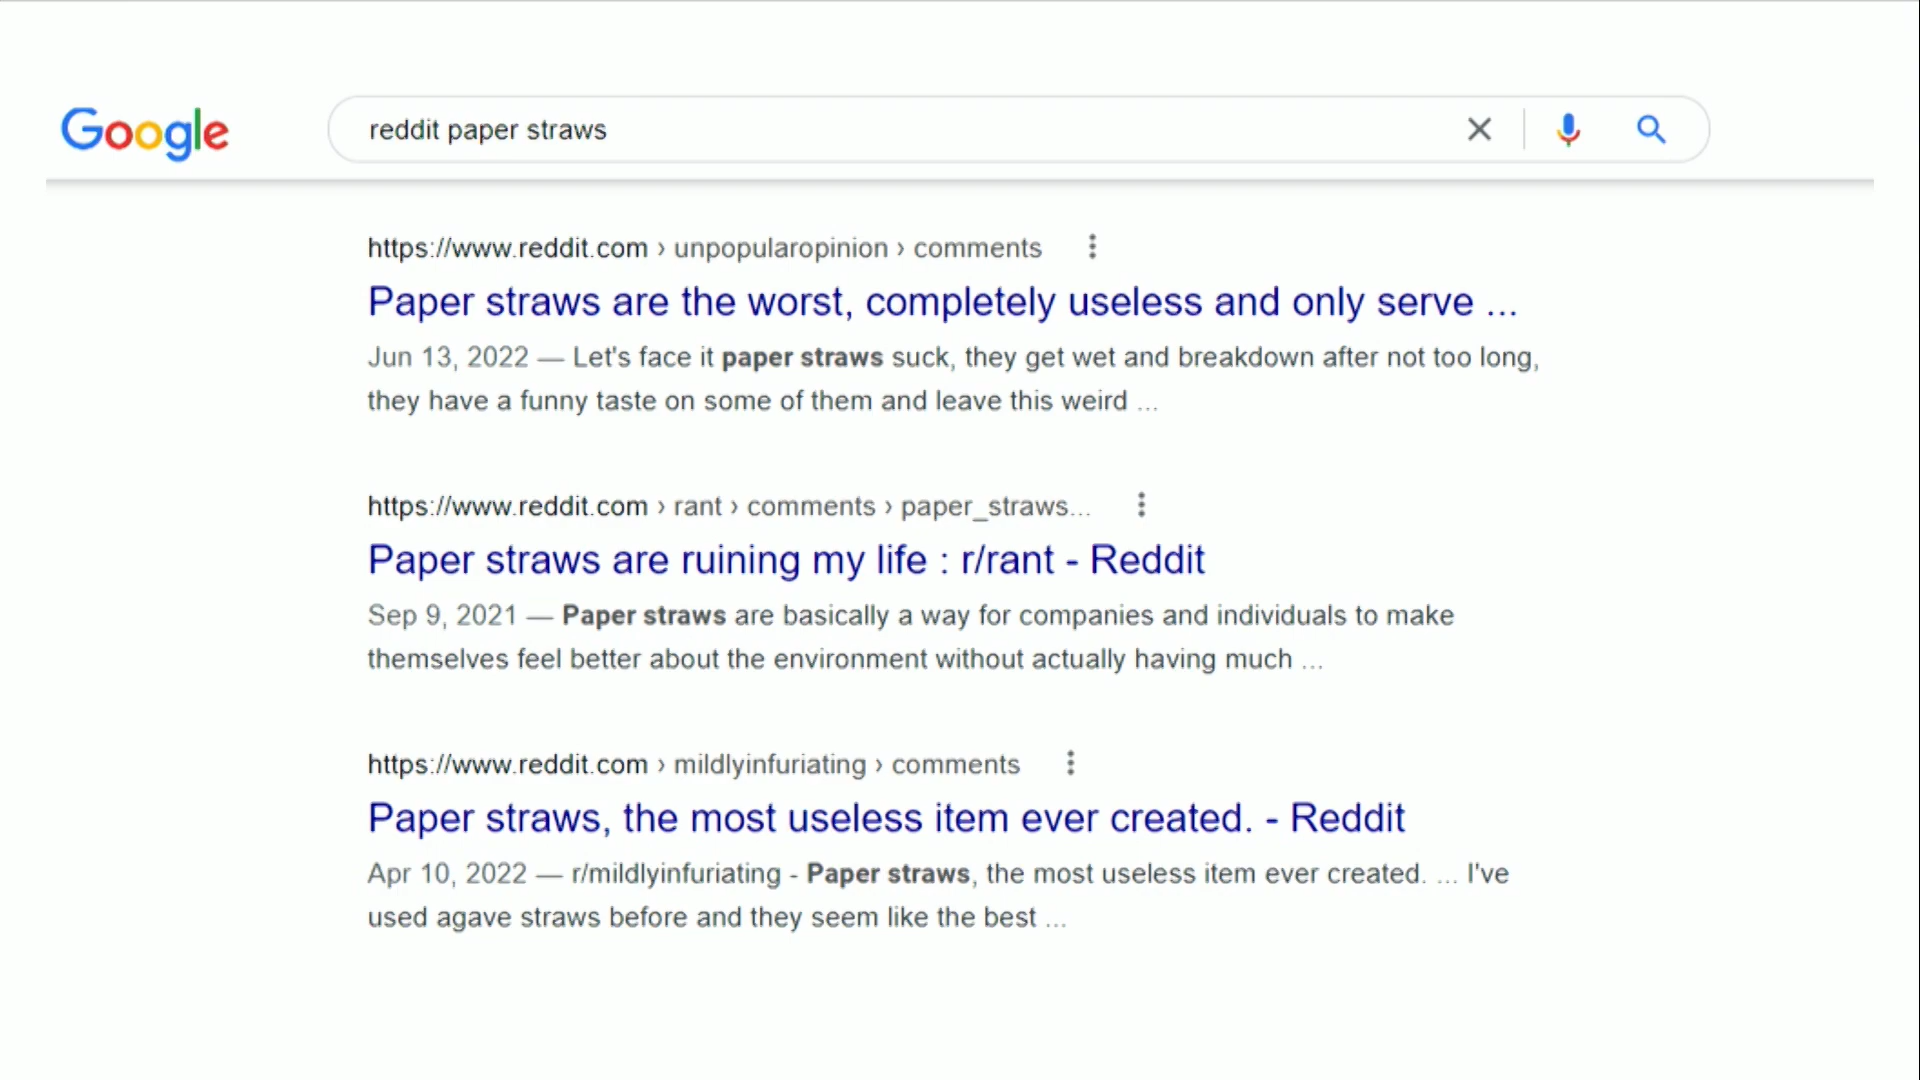 Google
reddit paper straws
https://www.reddit.com › unpopularopinion › comments
Paper straws are the worst, completely useless and only serve ...
Jun 13, 2022 — Let's face it paper straws suck, they get wet and breakdown after not too long,
they have a funny taste on some of them and leave this weird ...
https://www.reddit.com › rant › comments › paper_straws...
Paper straws are ruining my life : r/rant - Reddit
Sep 9, 2021 — Paper straws are basically a way for companies and individuals to make
themselves feel better about the environment without actually having much ...
https://www.reddit.com › mildlyinfuriating › comments
Paper straws, the most useless item ever created. - Reddit
Apr 10, 2022 — r/mildlyinfuriating - Paper straws, the most useless item ever created. ... I've
used agave straws before and they seem like the best ...